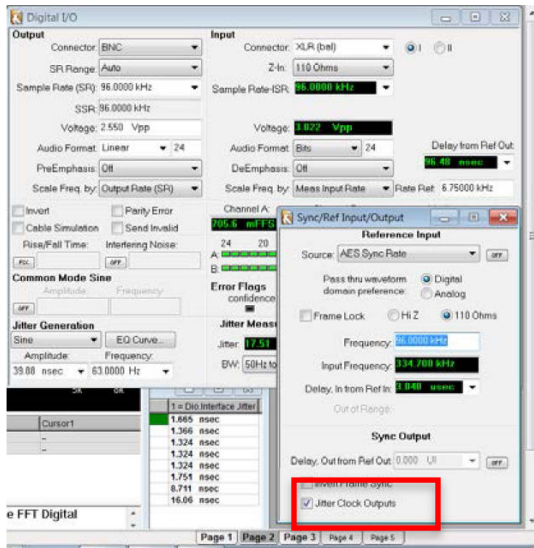 Digital I/O
Output
Connector: BNC
SR Range: Auto
Sample Rate (SR): 96.0000 kHz
SSR: 96.0000 kHz
Voltage: 2.550 Vpp
Audio Format: Linear 24
PreEmphasis: Off
Scale Freq. by: Output Rate (SR)
Invert Parity Error
Cable Simulation Send Invalid
Rise/Fall Time: Interfering Noise:
OFF
Common Mode Sine
Amplitude: Frequency:
OFF
Jitter Generation
Sine EQ Curve...
Amplitude: Frequency:
39.08 nsec 63.0000 Hz
Input
Connector: XLR (bal) I II
Z-In: 110 Ohms
Sample Rate-ISR: 96.0000 kHz
Voltage: 3.022 Vpp
Audio Format: Bits 24
Delay from Ref Out:
96.48 nsec
DeEmphasis: Off
Scale Freq. by: Meas Input Rate Rate Ref: 6.75000 kHz
Channel A:
705.6 mFFS
24 20
A:
B:
Error Flags
confidence
Jitter Meas
Jitter: 17.51
BW: 50Hz to
Sync/Ref Input/Output
Reference Input
Source: AES Sync Rate OFF
Pass thru waveform Digital
domain preference: Analog
Frame Lock Hi Z 110 Ohms
Frequency: 96.0000 kHz
Input Frequency: 334.700 kHz
Delay, In from Ref In: 3.040 usec
Out of Range:
Sync Output
Delay, Out from Ref Out: 0.000 UI OFF
Invert Frame Sync
Jitter Clock Outputs
Cursor1
1 = Dio.Interface Jitter
1.665 nsec
1.366 nsec
1.324 nsec
1.324 nsec
1.324 nsec
1.751 nsec
8.711 nsec
16.06 nsec
e FFT Digital
Page 1 Page 2 Page 3 Page 4 Page 5